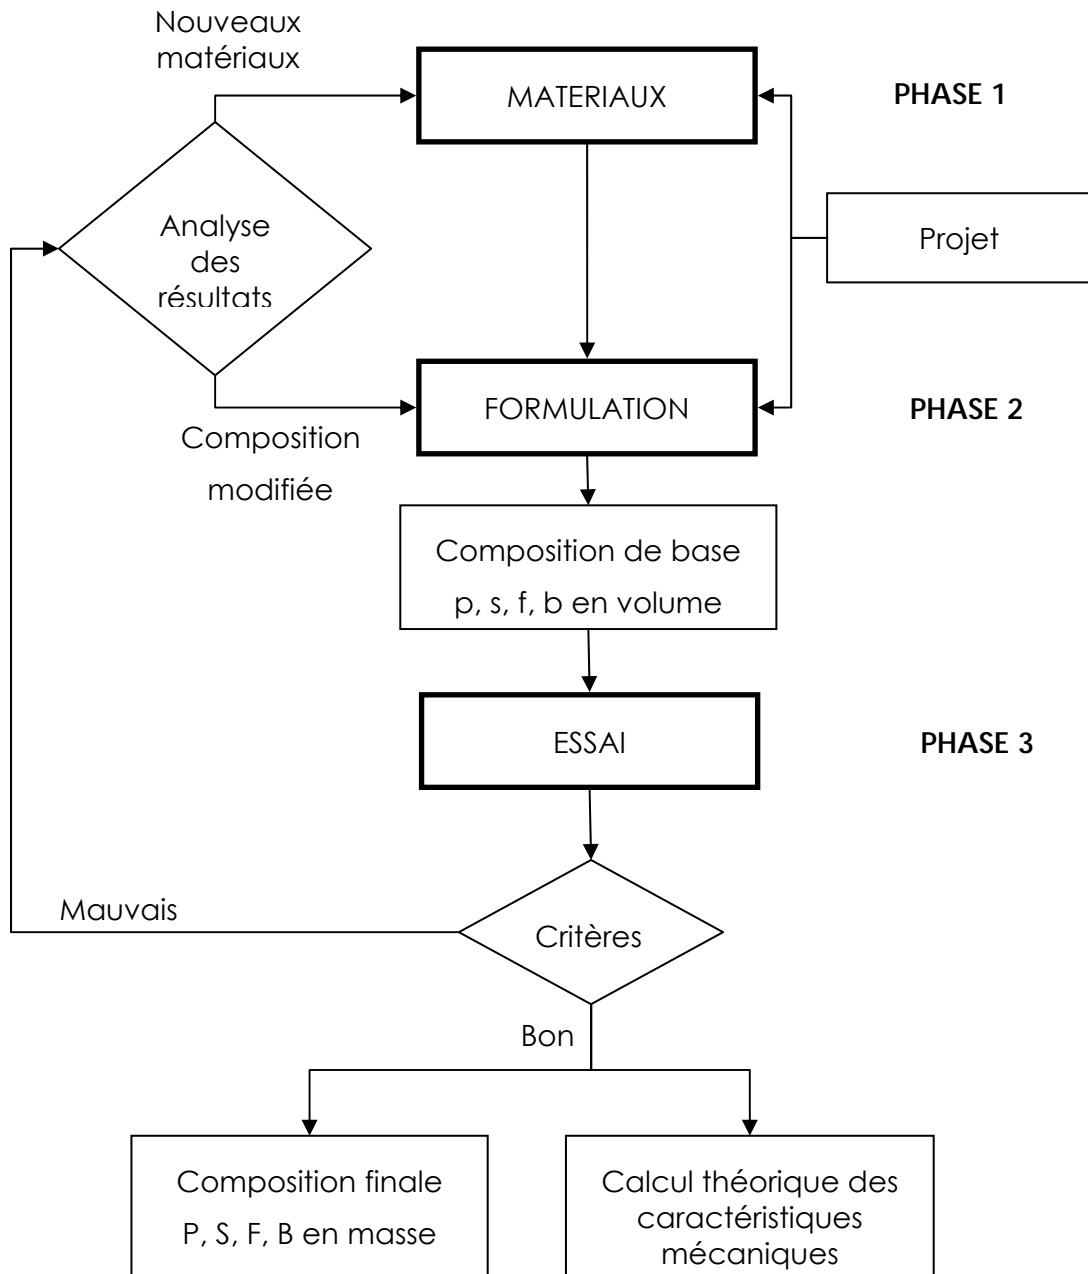 Nouveaux
matériaux
MATERIAUX
PHASE 1
Analyse
des
résultats
Projet
FORMULATION
PHASE 2
Composition
modifiée
Composition de base
p, s, f, b en volume
ESSAI
PHASE 3
Mauvais
Critères
Bon
Composition finale
P, S, F, B en masse
Calcul théorique des
caractéristiques
mécaniques